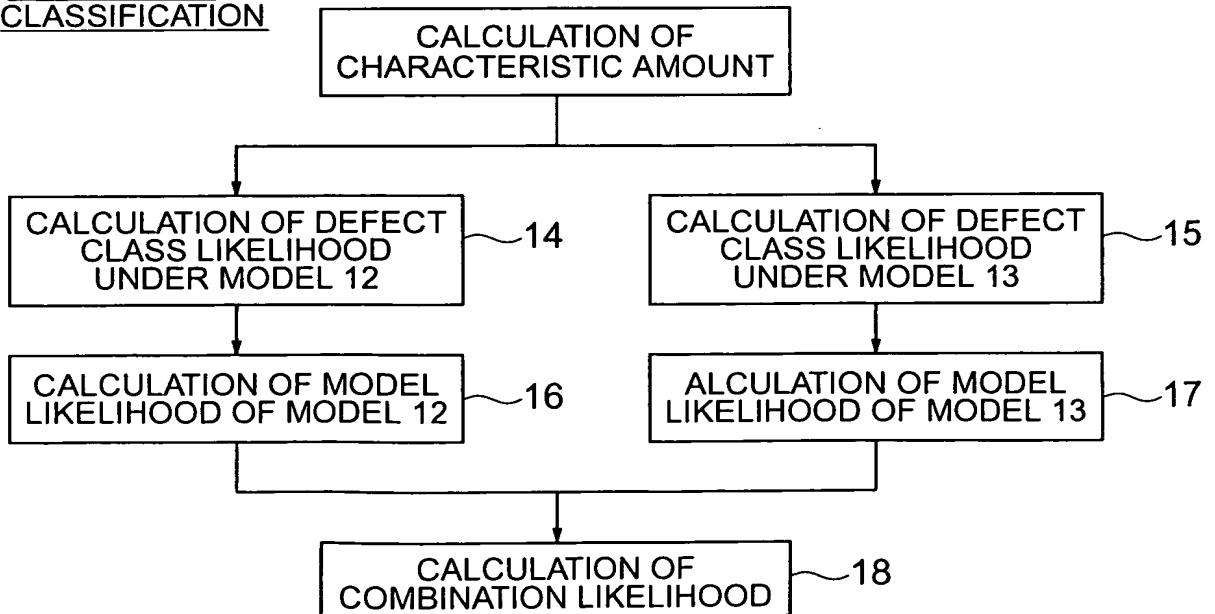 CLASSIFICATION
CALCULATION OF
CHARACTERISTIC AMOUNT
CALCULATION OF DEFECT
CLASS LIKELIHOOD
UNDER MODEL 12
14
CALCULATION OF DEFECT
CLASS LIKELIHOOD
UNDER MODEL 13
15
CALCULATION OF MODEL
LIKELIHOOD OF MODEL 12
16
ALCULATION OF MODEL
LIKELIHOOD OF MODEL 13
17
CALCULATION OF
COMBINATION LIKELIHOOD
18